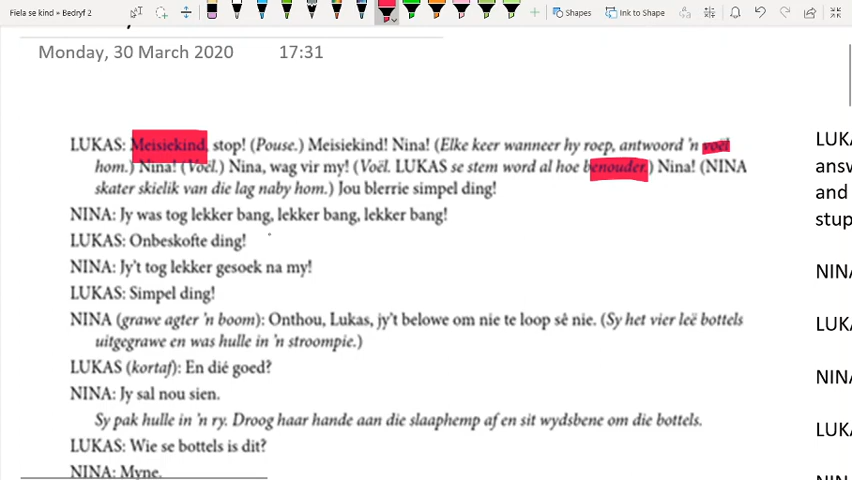 Fiela se kind » Bedryf 2
Shapes
Ink to Shape
Monday, 30 March 2020 17:31
LUKAS: Meisiekind, stop! (Pouse.) Meisiekind! Nina! (Elke keer wanneer hy roep, antwoord 'n voël
hom.) Nina! (Voël.) Nina, wag vir my! (Voël. LUKAS se stem word al hoe benouder.) Nina! (NINA
skater skielik van die lag naby hom.) Jou blerrie simpel ding!
NINA: Jy was tog lekker bang, lekker bang, lekker bang!
LUKAS: Onbeskofte ding!
NINA: Jy't tog lekker gesoek na my!
LUKAS: Simpel ding!
NINA (grawe agter 'n boom): Onthou, Lukas, jy't belowe om nie te loop sê nie. (Sy het vier leë bottels
uitgegrawe en was hulle in 'n stroompie.)
LUKAS (kortaf): En dié goed?
NINA: Jy sal nou sien.
Sy pak hulle in 'n ry. Droog haar hande aan die slaaphemp af en sit wydsbene om die bottels.
LUKAS: Wie se bottels is dit?
NINA: Myne.
LUKA
answ
and
stup
NINA
LUKA
NINA
LUKA